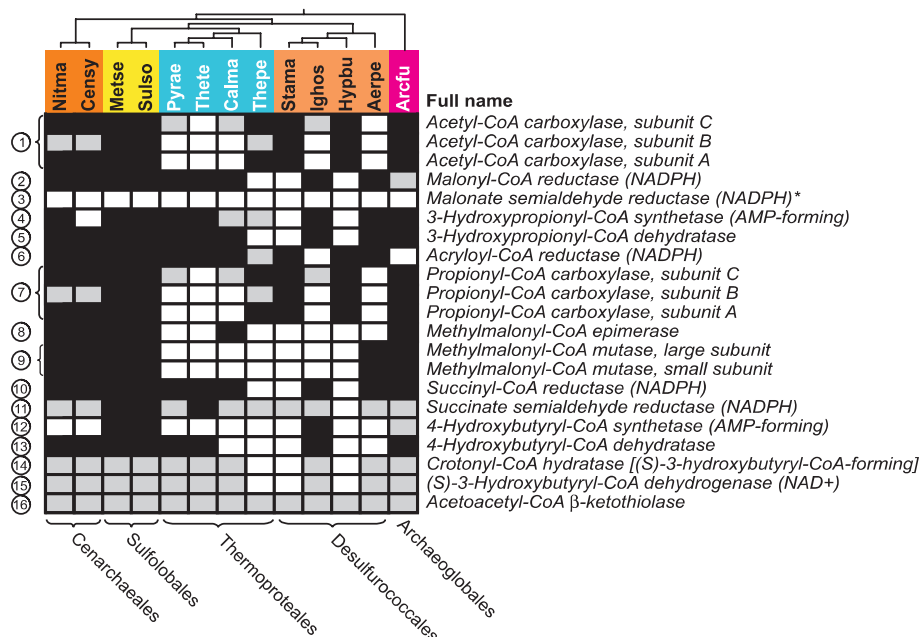 Nitma
Censy
Metse
Sulso
Pyrae
Thete
Calma
Thepe
Stama
Ighos
Hypbu
Aerpe
Arcfu
Full name
Acetyl-CoA carboxylase, subunit C
1 Acetyl-CoA carboxylase, subunit B
Acetyl-CoA carboxylase, subunit A
2 Malonyl-CoA reductase (NADPH)
3 Malonate semialdehyde reductase (NADPH)*
4 3-Hydroxypropionyl-CoA synthetase (AMP-forming)
5 3-Hydroxypropionyl-CoA dehydratase
6 Acryloyl-CoA reductase (NADPH)
Propionyl-CoA carboxylase, subunit C
7 Propionyl-CoA carboxylase, subunit B
Propionyl-CoA carboxylase, subunit A
8 Methylmalonyl-CoA epimerase
9 Methylmalonyl-CoA mutase, large subunit
Methylmalonyl-CoA mutase, small subunit
10 Succinyl-CoA reductase (NADPH)
11 Succinate semialdehyde reductase (NADPH)
12 4-Hydroxybutyryl-CoA synthetase (AMP-forming)
13 4-Hydroxybutyryl-CoA dehydratase
14 Crotonyl-CoA hydratase [(S)-3-hydroxybutyryl-CoA-forming]
15 (S)-3-Hydroxybutyryl-CoA dehydrogenase (NAD+)
16 Acetoacetyl-CoA β-ketothiolase
Cenarchaeales
Sulfolobales
Thermoproteales
Desulfurococcales
Archaeoglobales